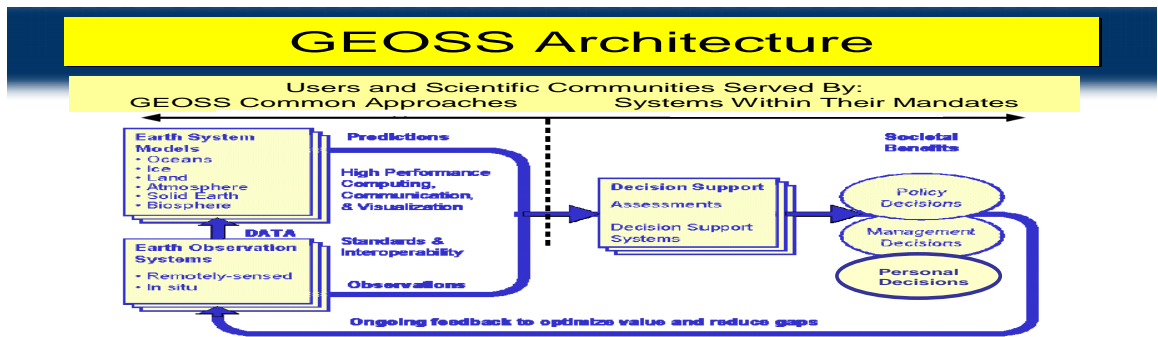 GEOSS Architecture
Users and Scientific Communities Served By:
GEOSS Common Approaches Systems Within Their Mandates
Earth System
Models
• Oceans
• Ice
• Land
• Atmosphere
• Solid Earth
• Biosphere
DATA
Earth Observation
Systems
• Remotely-sensed
• In situ
Predictions
High Performance
Computing,
Communication,
& Visualization
Standards &
Interoperability
Observations
Decision Support
Assessments
Decision Support
Systems
Societal
Benefits
Policy
Decisions
Management
Decisions
Personal
Decisions
Ongoing feedback to optimize value and reduce gaps